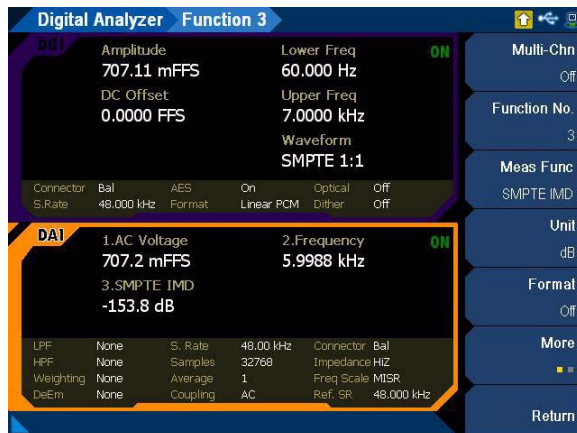 Digital Analyzer Function 3
DGI
Amplitude Lower Freq ON
707.11 mFFS 60.000 Hz
DC Offset Upper Freq
0.0000 FFS 7.0000 kHz
Waveform
SMPTE 1:1
Connector Bal AES On Optical Off
S.Rate 48.000 kHz Format Linear PCM Dither Off
DAI
1.AC Voltage 2.Frequency ON
707.2 mFFS 5.9988 kHz
3.SMPTE IMD
-153.8 dB
LPF None S. Rate 48.00 kHz Connector Bal
HPF None Samples 32768 Impedance HiZ
Weighting None Average 1 Freq Scale MISR
DeEm None Coupling AC Ref. SR 48.000 kHz
Multi-Chn
Off
Function No.
3
Meas Func
SMPTE IMD
Unit
dB
Format
Off
More
Return